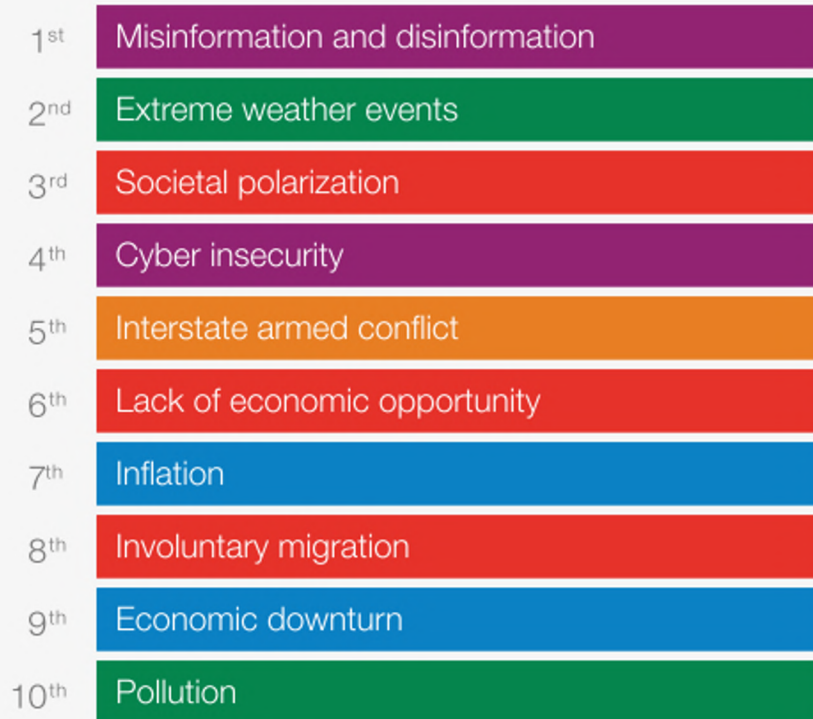 1st Misinformation and disinformation
2nd Extreme weather events
3rd Societal polarization
4th Cyber insecurity
5th Interstate armed conflict
6th Lack of economic opportunity
7th Inflation
8th Involuntary migration
9th Economic downturn
10th Pollution